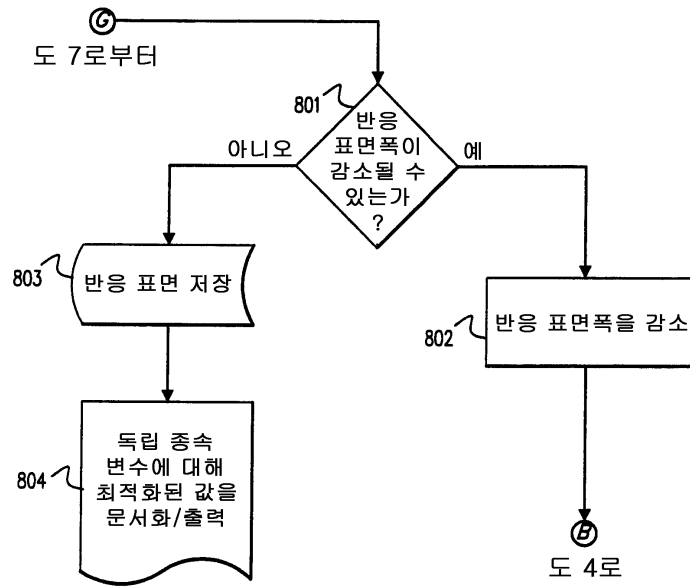 G
도 7로부터
801
반응
표면폭이
감소될 수
있는가
?
아니오
예
803
반응 표면 저장
802
반응 표면폭을 감소
804
독립 종속
변수에 대해
최적화된 값을
문서화/출력
B
도 4로